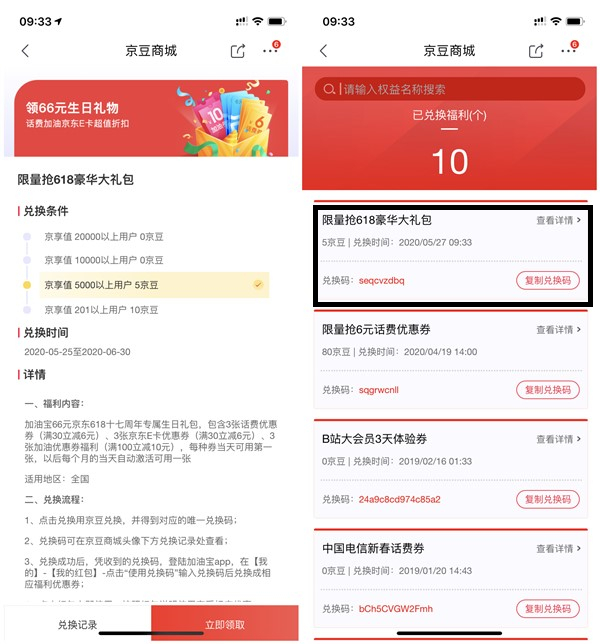 09:33
京豆商城
6
领66元生日礼物
话费加油京东E卡超值折扣
限量抢618豪华大礼包
兑换条件
京享值 20000以上用户 0京豆
京享值 10000以上用户 0京豆
京享值 5000以上用户 5京豆
京享值 201以上用户 10京豆
兑换时间
2020-05-25至2020-06-30
详情
一、福利内容：
加油宝66元京东618十七周年专属生日礼包，包含3张话费优惠
券（满30立减6元）、3张京东E卡优惠券（满30立减6元）、3
张加油优惠券福利（满100立减10元），每种券当天可用第一
张，以后每个月的当天自动激活可用一张
适用地区：全国
二、兑换流程：
1、点击兑换用京豆兑换，并得到对应的唯一兑换码；
2、兑换码可在京豆商城头像下方兑换记录处查看；
3、兑换成功后，凭收到的兑换码，登陆加油宝app，在【我
的】-【我的红包】-点击“使用兑换码”输入兑换码后兑换成相
应福利优惠券；
兑换记录
立即领取
09:33
京豆商城
6
请输入权益名称搜索
已兑换福利(个)
10
限量抢618豪华大礼包
查看详情
5京豆 | 兑换时间：2020/05/27 09:33
兑换码：seqcvzdbq
复制兑换码
限量抢6元话费优惠券
查看详情
80京豆 | 兑换时间：2020/04/19 14:00
兑换码：sqgrwcnll
复制兑换码
B站大会员3天体验券
查看详情
0京豆 | 兑换时间：2019/02/16 01:33
兑换码：24a9c8cd974c85a2
复制兑换码
中国电信新春话费券
查看详情
0京豆 | 兑换时间：2019/01/20 14:43
兑换码：bCh5CVGW2Fmh
复制兑换码